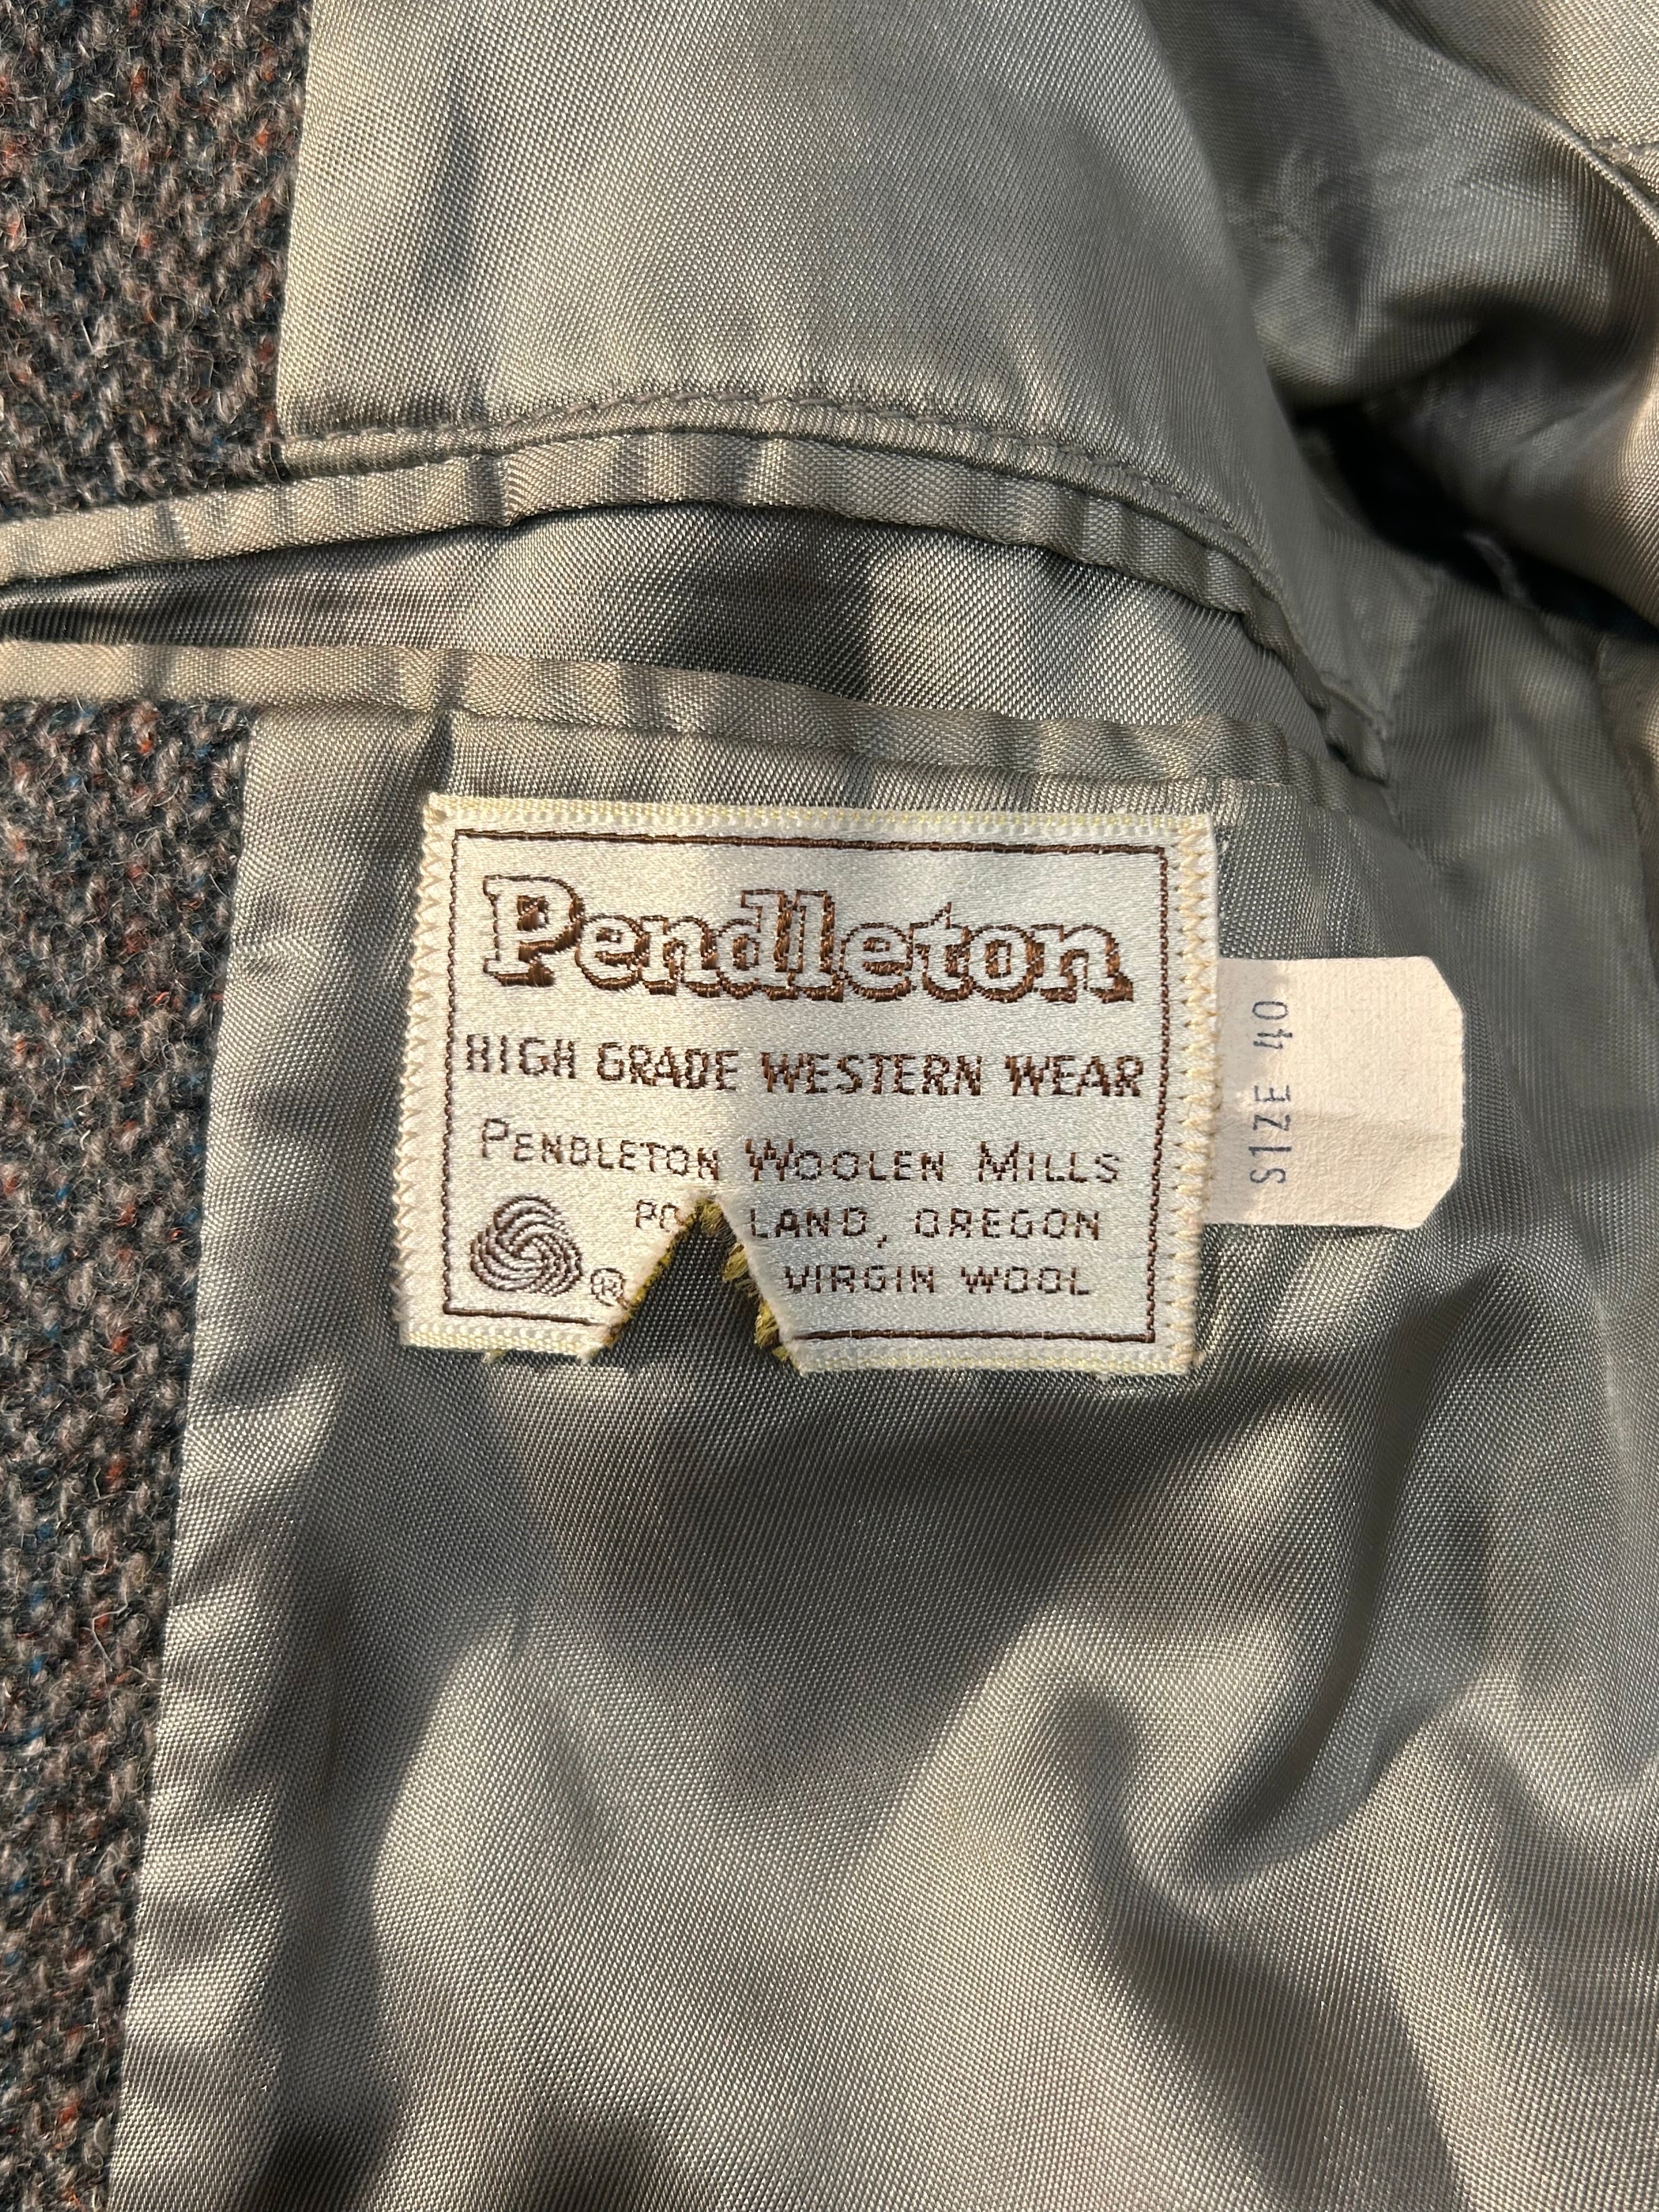 Pendleton
HIGH GRADE WESTERN WEAR
PENDLETON WOOLEN MILLS
LAND, OREGON
® VIRGIN WOOL
SIZE 40